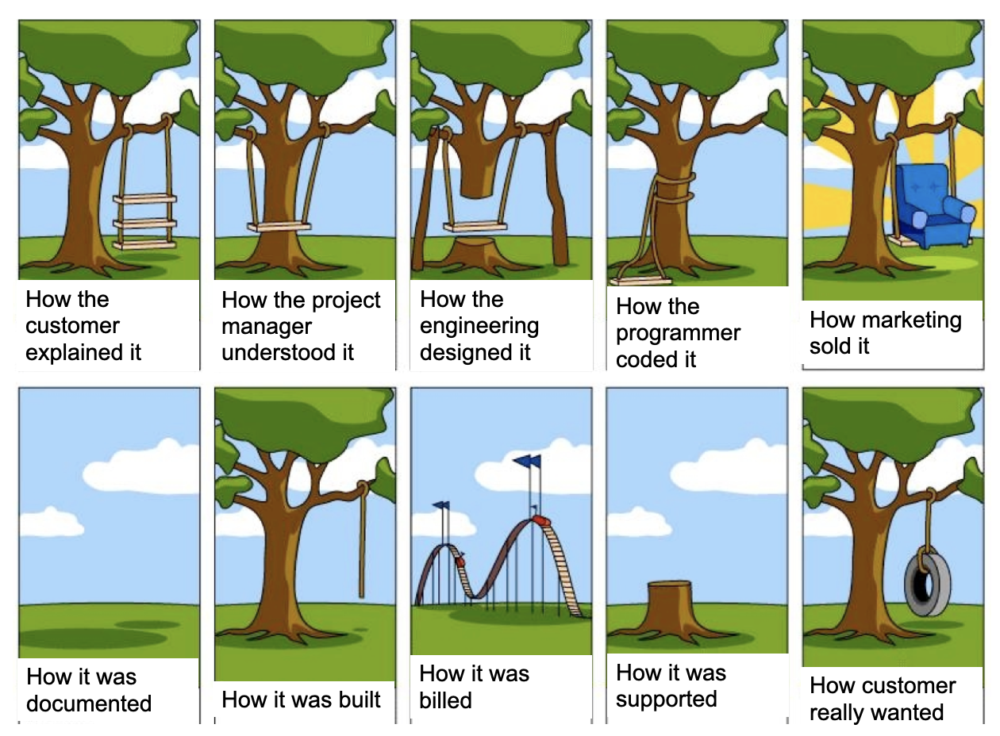 How the
customer
explained it
How the project
manager
understood it
How the
engineering
designed it
How the
programmer
coded it
How marketing
sold it
How it was
documented
How it was built
How it was
billed
How it was
supported
How customer
really wanted